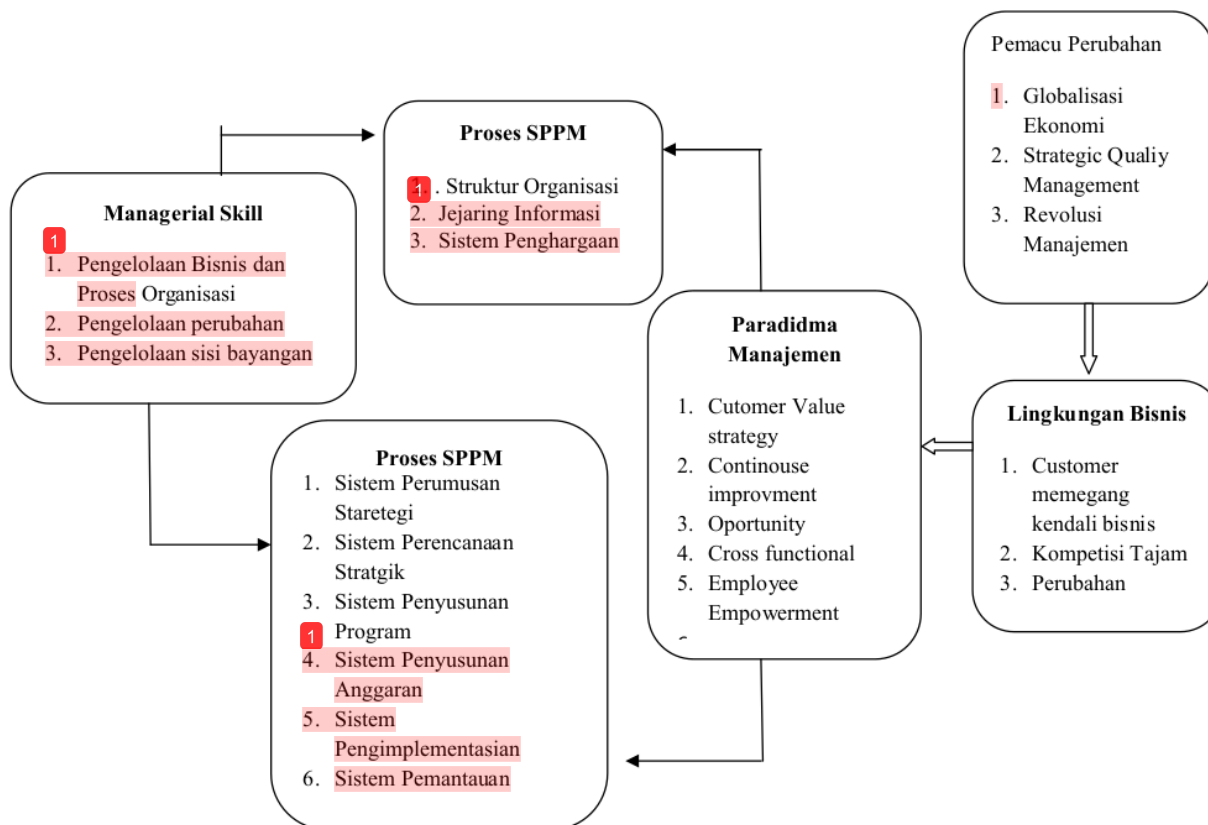 Pemacu Perubahan
1. Globalisasi
Ekonomi
2. Strategic Qualiy
Management
3. Revolusi
Manajemen
Proses SPPM
1
. Struktur Organisasi
2. Jejaring Informasi
3. Sistem Penghargaan
Managerial Skill
1
1. Pengelolaan Bisnis dan
Proses Organisasi
2. Pengelolaan perubahan
3. Pengelolaan sisi bayangan
Paradidma
Manajemen
1. Cutomer Value
strategy
2. Continouse
improvment
3. Oportunity
4. Cross functional
5. Employee
Empowerment
Lingkungan Bisnis
1. Customer
memegang
kendali bisnis
2. Kompetisi Tajam
3. Perubahan
Proses SPPM
1. Sistem Perumusan
Staretegi
2. Sistem Perencanaan
Stratgik
3. Sistem Penyusunan
Program
1
4. Sistem Penyusunan
Anggaran
5. Sistem
Pengimplementasian
6. Sistem Pemantauan